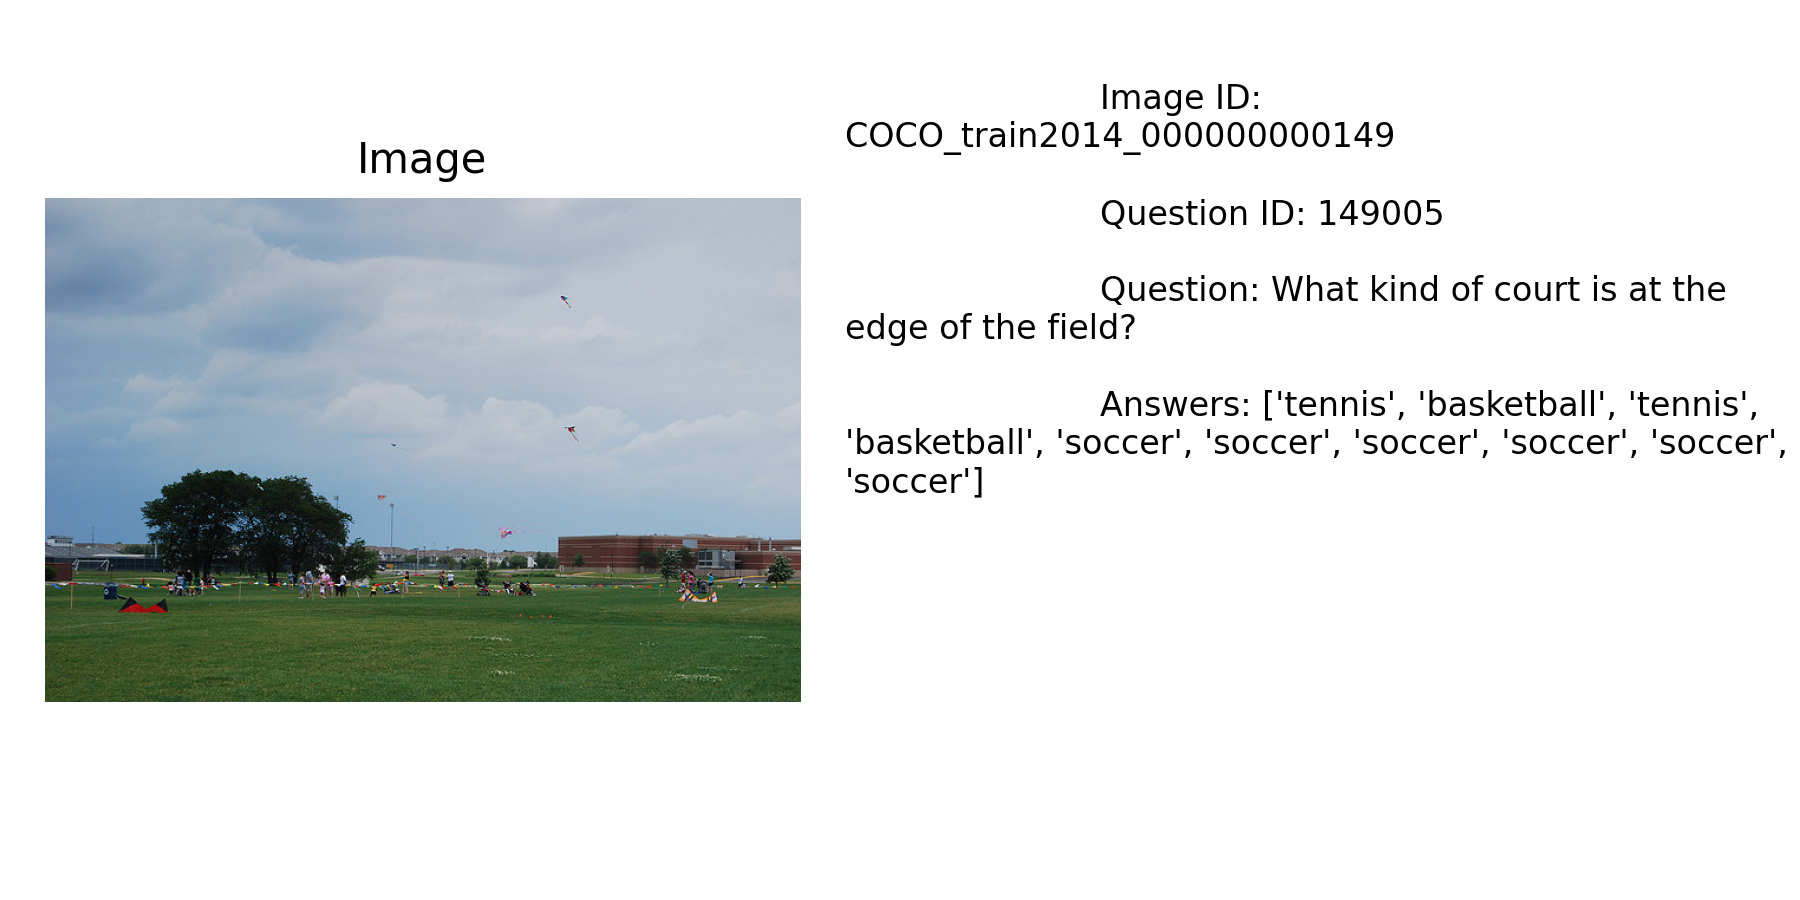 Image
Image ID:
COCO_train2014_000000000149
Question ID: 149005
Question: What kind of court is at the
edge of the field?
Answers: ['tennis', 'basketball', 'tennis',
'basketball', 'soccer', 'soccer', 'soccer', 'soccer', 'soccer',
'soccer']